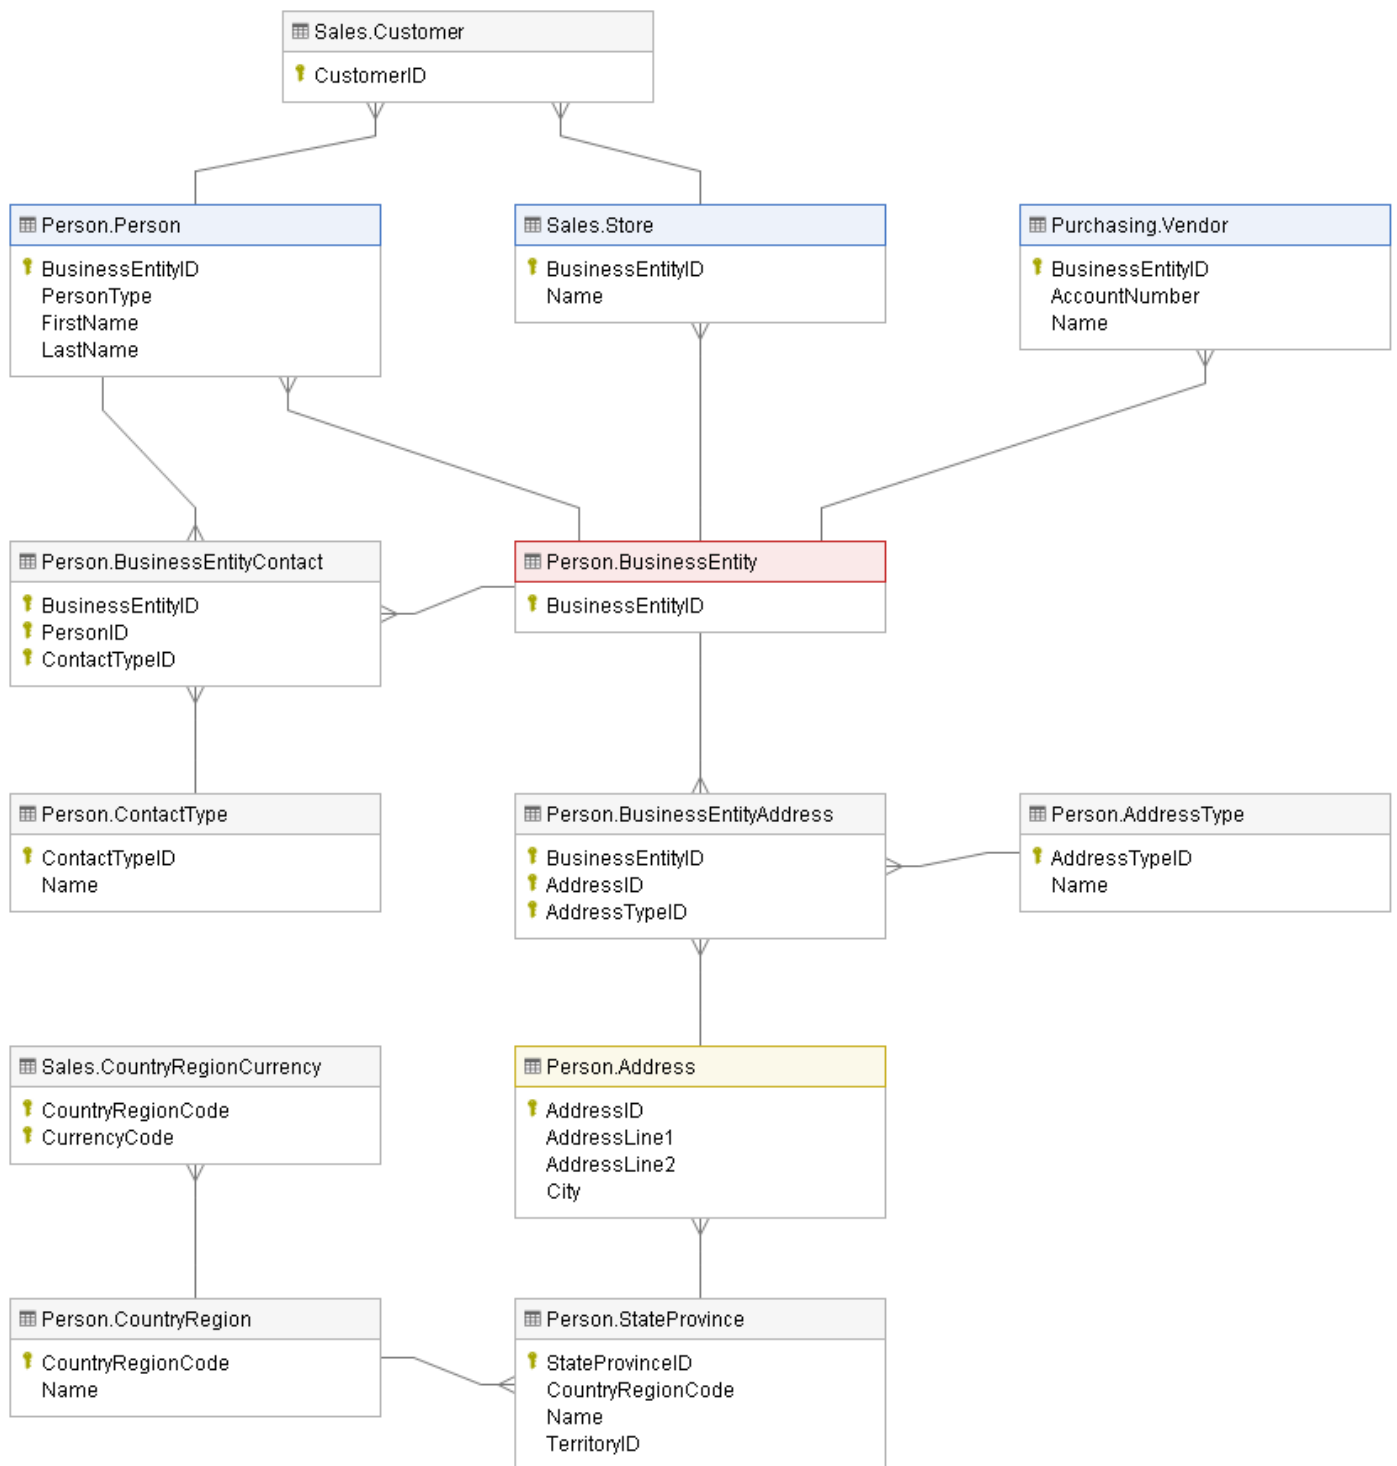 Sales.Customer
CustomerID
Person.Person
BusinessEntityID
PersonType
FirstName
LastName
Sales.Store
BusinessEntityID
Name
Purchasing.Vendor
BusinessEntityID
AccountNumber
Name
Person.BusinessEntityContact
BusinessEntityID
PersonID
ContactTypeID
Person.BusinessEntity
BusinessEntityID
Person.ContactType
ContactTypeID
Name
Person.BusinessEntityAddress
BusinessEntityID
AddressID
AddressTypeID
Person.AddressType
AddressTypeID
Name
Sales.CountryRegionCurrency
CountryRegionCode
CurrencyCode
Person.Address
AddressID
AddressLine1
AddressLine2
City
Person.CountryRegion
CountryRegionCode
Name
Person.StateProvince
StateProvinceID
CountryRegionCode
Name
TerritoryID